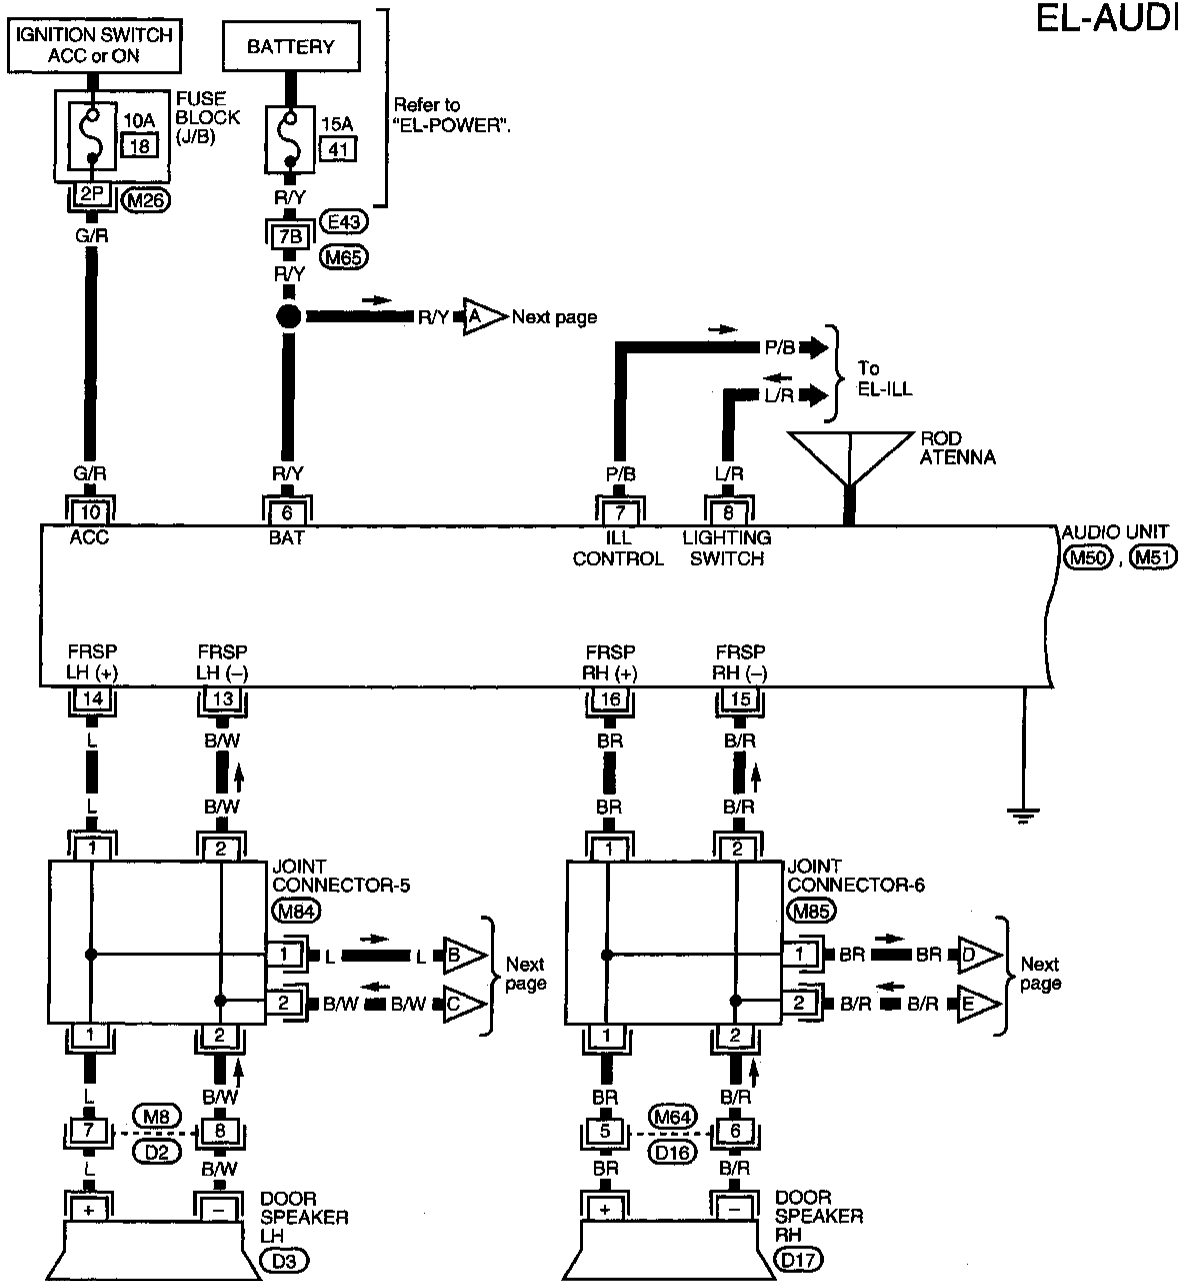 EL-AUDI
IGNITION SWITCH
ACC or ON
BATTERY
FUSE
BLOCK
(J/B)
10A
18
15A
41
Refer to
"EL-POWER".
2P
M26
R/Y
E43
G/R
7B
M65
R/Y
R/Y
A
Next page
P/B
L/R
To
EL-ILL
ROD
ATENNA
G/R
R/Y
P/B
L/R
10
6
7
8
ACC
BAT
ILL
CONTROL
LIGHTING
SWITCH
AUDIO UNIT
M50 , M51
FRSP
LH (+)
FRSP
LH (–)
FRSP
RH (+)
FRSP
RH (–)
14
13
16
15
L
B/W
BR
B/R
L
B/W
BR
B/R
1
2
1
2
JOINT
CONNECTOR-5
M84
JOINT
CONNECTOR-6
M85
1
L
L
B
2
B/W
B/W
C
Next
page
1
BR
BR
D
2
B/R
B/R
E
Next
page
1
2
1
2
L
B/W
BR
B/R
7
M8
D2
8
5
M64
D16
6
L
B/W
BR
B/R
+
–
DOOR
SPEAKER
LH
D3
+
–
DOOR
SPEAKER
RH
D17